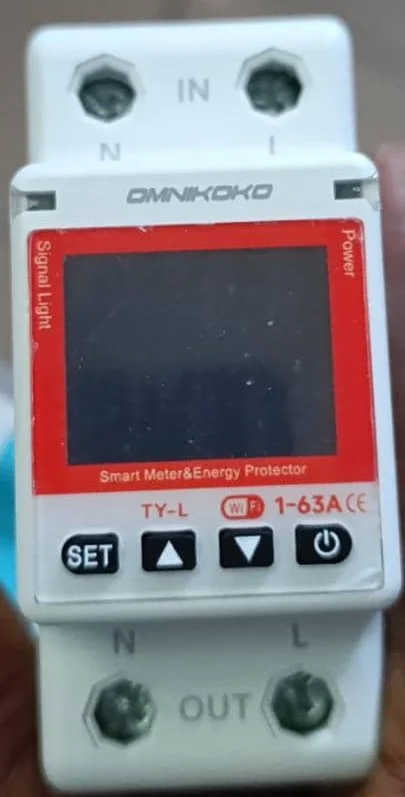 IN
N L
OMNIKOKO
Signal Light
Power
Smart Meter&Energy Protector
TY-L WiFi 1-63A CE
SET
N L
OUT